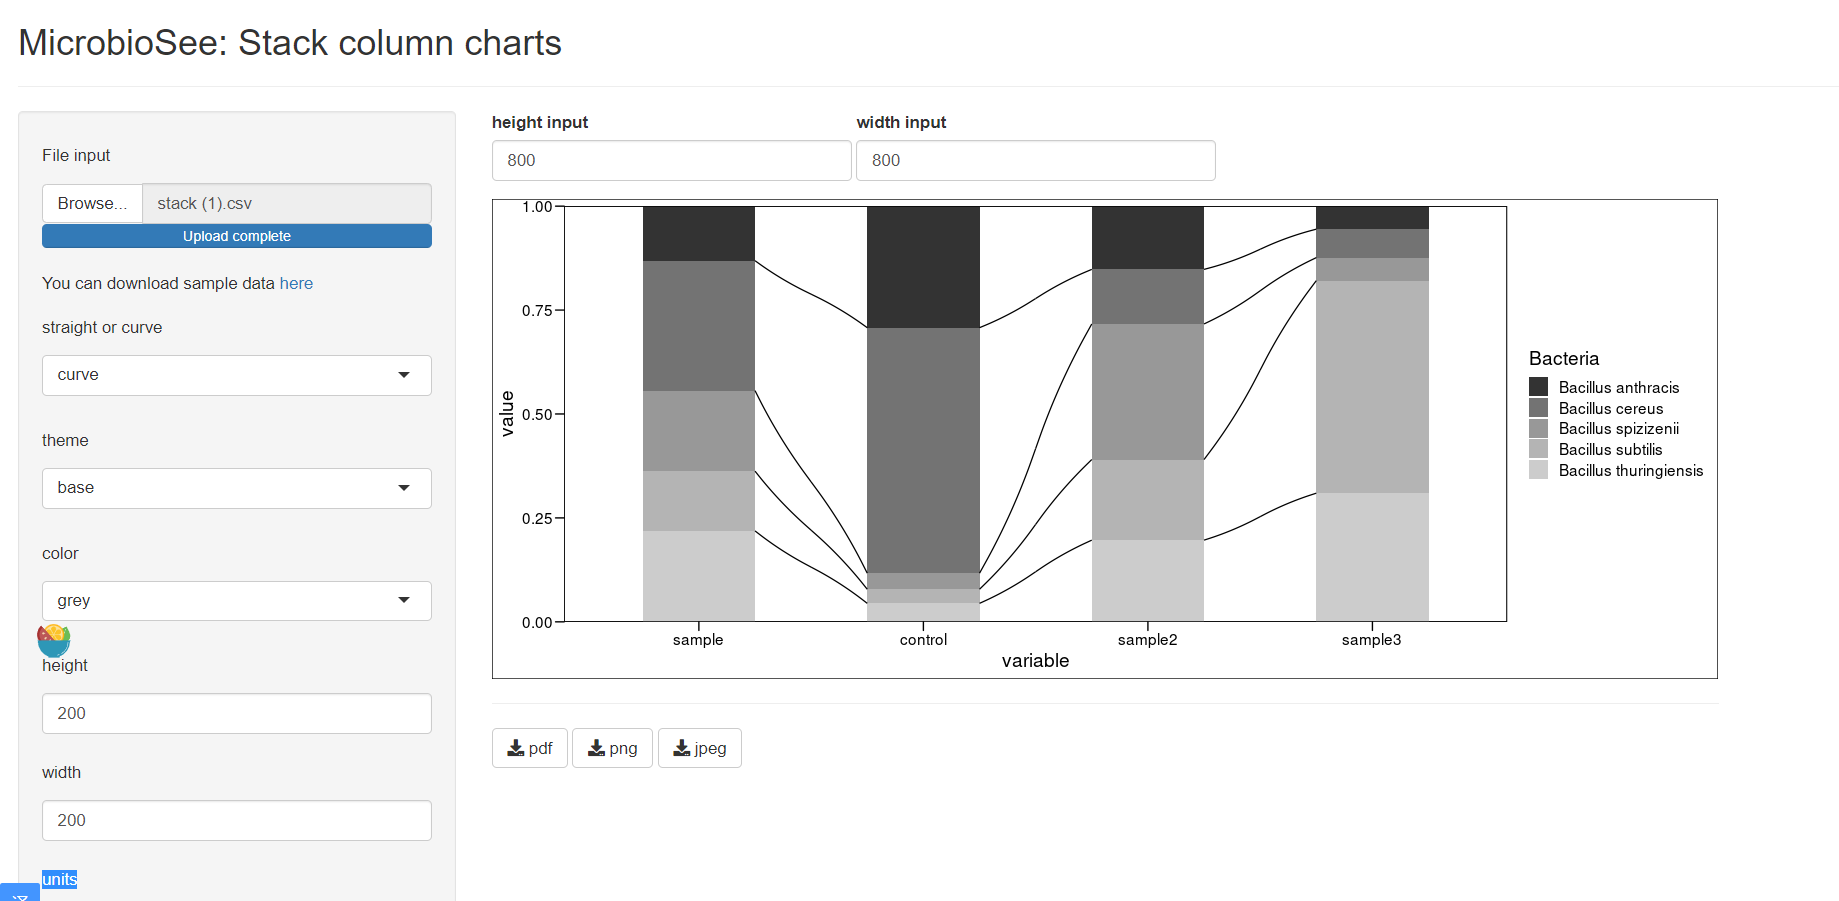 MicrobioSee: Stack column charts
File input
Browse...
stack (1).csv
Upload complete
You can download sample data here
straight or curve
curve
theme
base
color
grey
height
200
width
200
units
height input
width input
800
800
1.00
0.75
0.50
0.25
0.00
value
sample
control
sample2
sample3
variable
Bacteria
Bacillus anthracis
Bacillus cereus
Bacillus spizizenii
Bacillus subtilis
Bacillus thuringiensis
pdf
png
jpeg